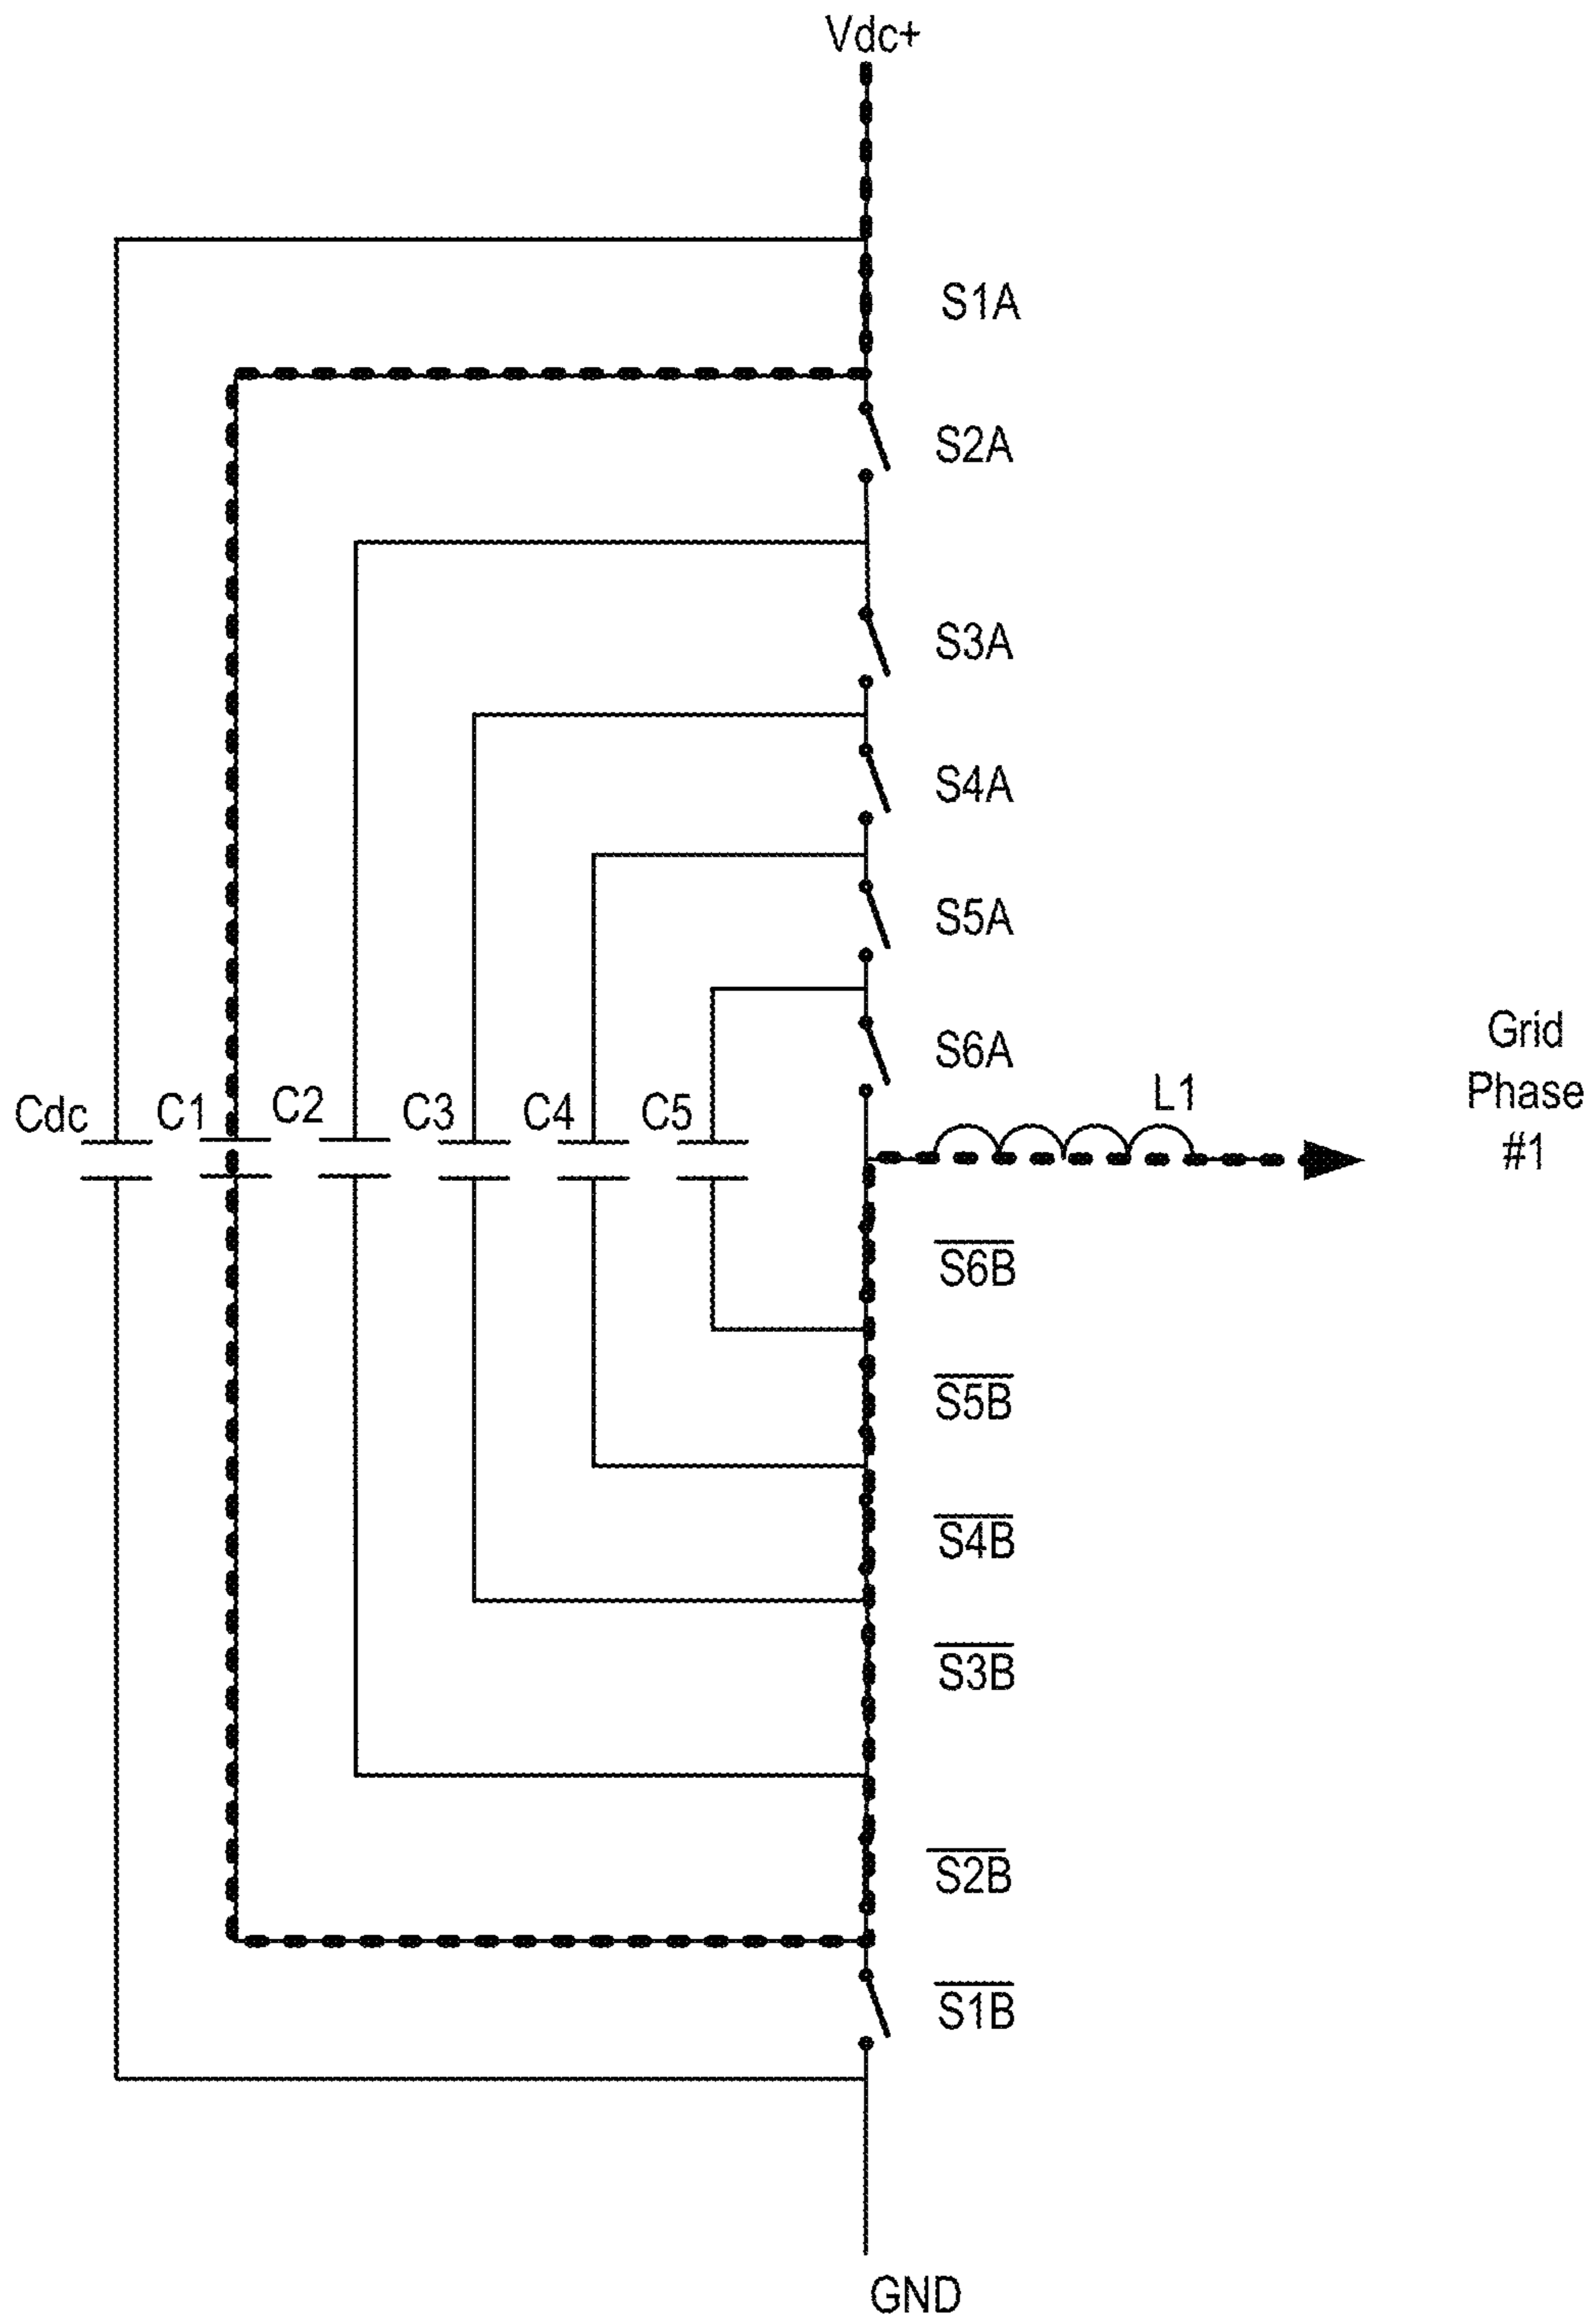 Vdc+
S1A
S2A
S3A
S4A
S5A
S6A
Grid
Phase
#1
Cdc
C1
C2
C3
C4
C5
L1
S6B
S5B
S4B
S3B
S2B
S1B
GND